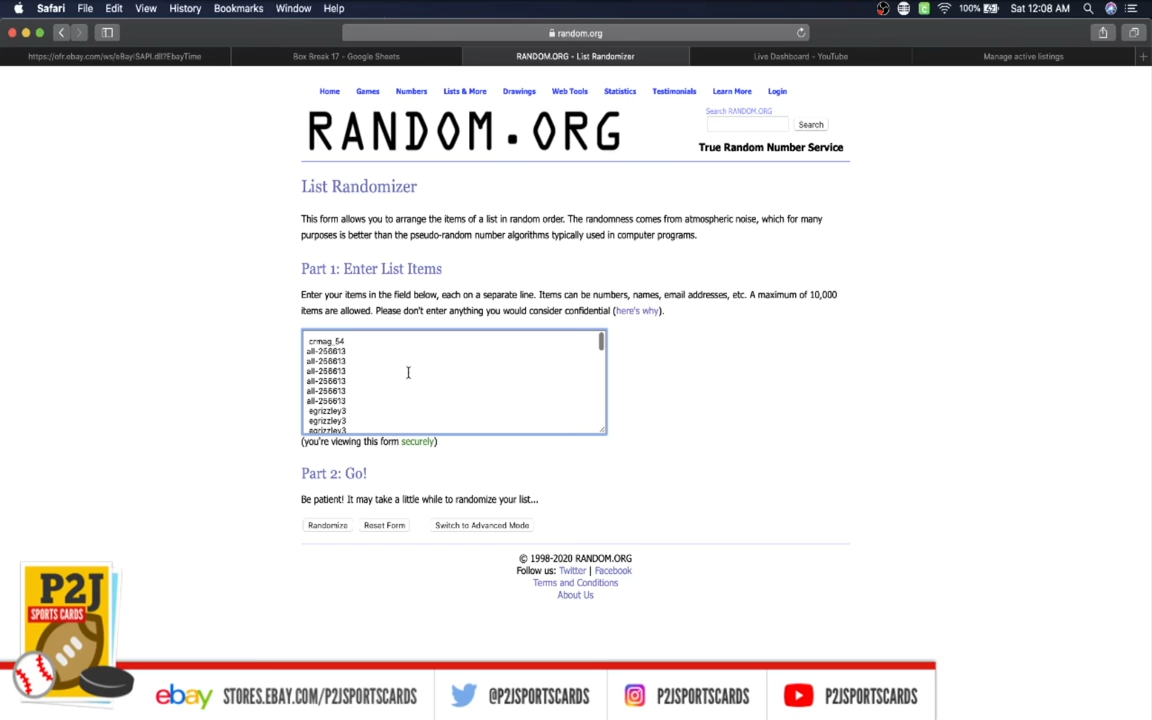 Safari File Edit View History Bookmarks Window Help 100% Sat 12:08 AM
random.org
https://ofr.ebay.com/ws/eBayISAPI.dll?EbayTime Box Break 17 - Google Sheets RANDOM.ORG - List Randomizer Live Dashboard - YouTube Manage active listings
Home Games Numbers Lists & More Drawings Web Tools Statistics Testimonials Learn More Login
RANDOM.ORG
Search RANDOM.ORG
Search
True Random Number Service
List Randomizer
This form allows you to arrange the items of a list in random order. The randomness comes from atmospheric noise, which for many
purposes is better than the pseudo-random number algorithms typically used in computer programs.
Part 1: Enter List Items
Enter your items in the field below, each on a separate line. Items can be numbers, names, email addresses, etc. A maximum of 10,000
items are allowed. Please don't enter anything you would consider confidential (here's why).
crmag_54
all-256613
all-256613
all-256613
all-256613
all-256613
all-256613
egrizzley3
egrizzley3
egrizzley3
(you're viewing this form securely)
Part 2: Go!
Be patient! It may take a little while to randomize your list...
Randomize Reset Form Switch to Advanced Mode
© 1998-2020 RANDOM.ORG
Follow us: Twitter | Facebook
Terms and Conditions
About Us
P2J
SPORTS CARDS
ebay STORES.EBAY.COM/P2JSPORTSCARDS @P2JSPORTSCARDS P2JSPORTSCARDS P2JSPORTSCARDS